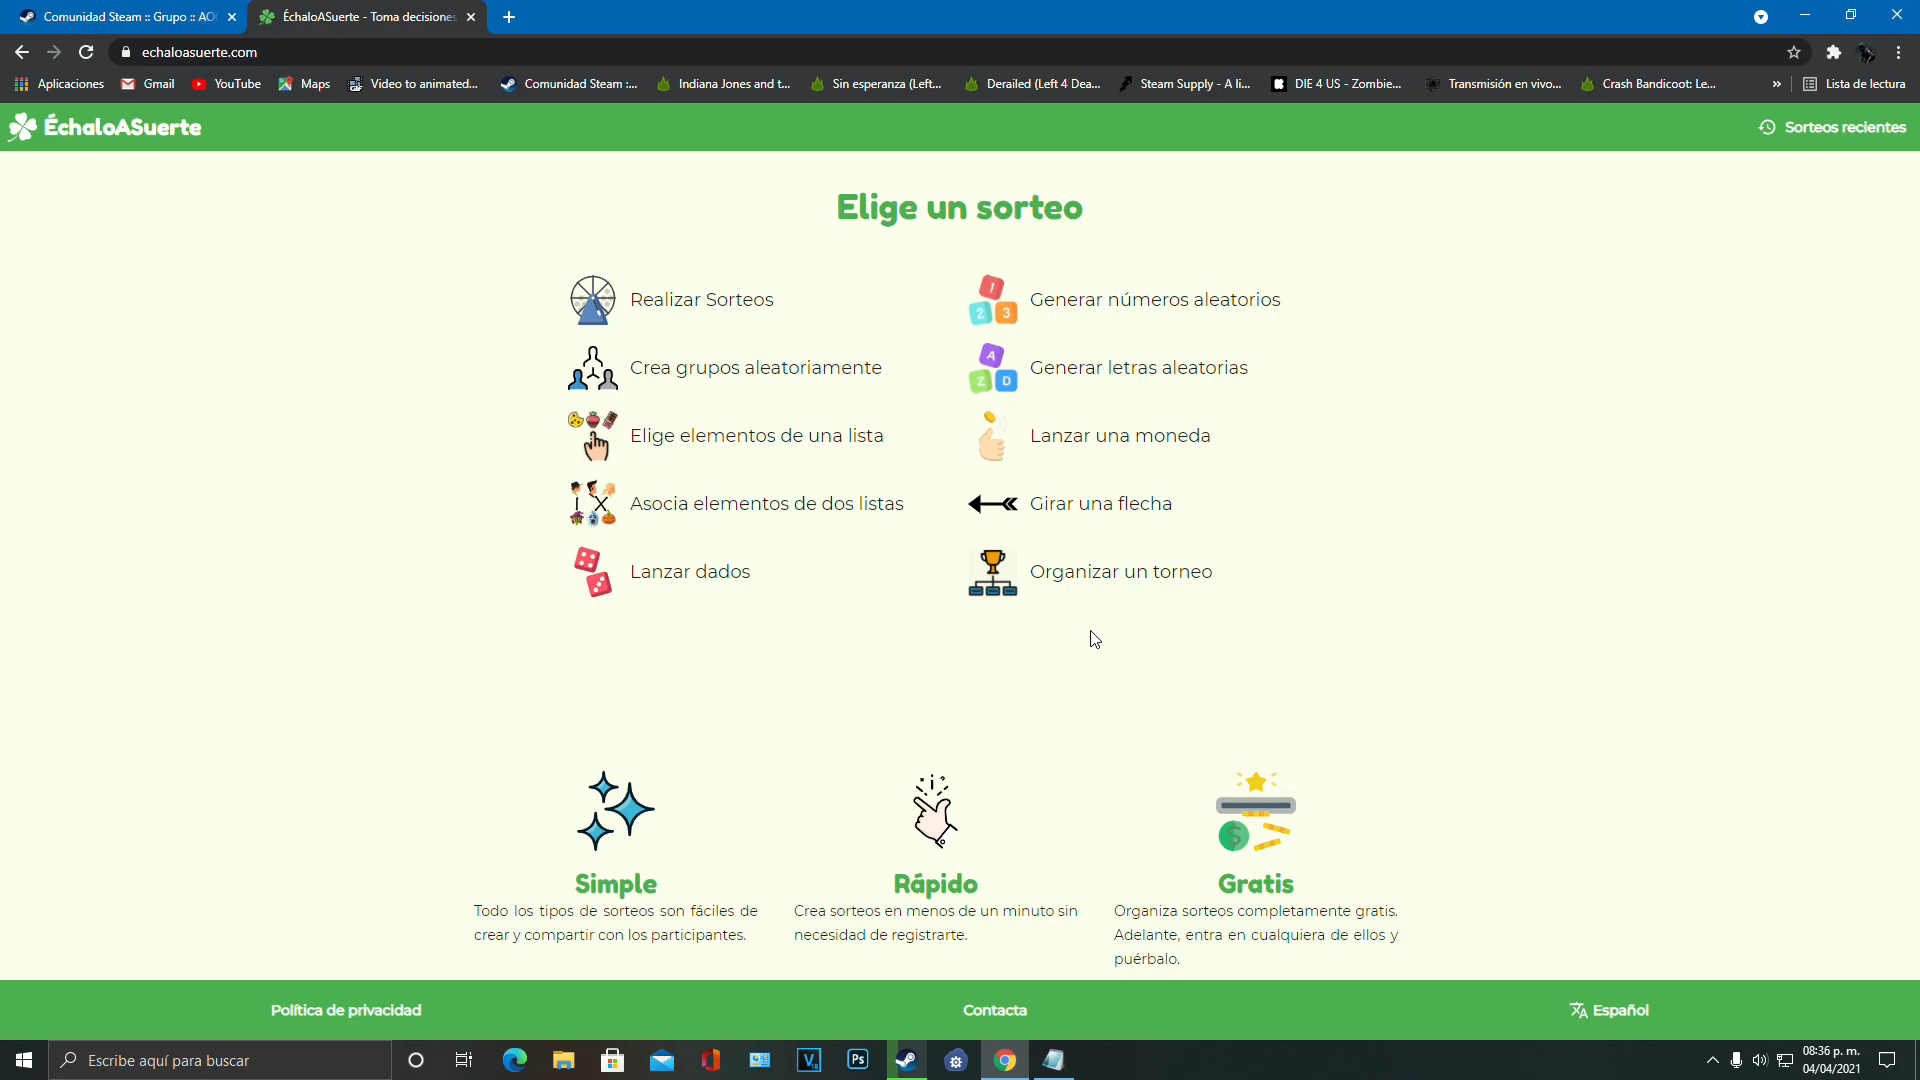 Comunidad Steam :: Grupo :: AO
ÉchaloASuerte - Toma decisiones
echaloasuerte.com
Aplicaciones
Gmail
YouTube
Maps
Video to animated...
Comunidad Steam :...
Indiana Jones and t...
Sin esperanza (Left...
Derailed (Left 4 Dea...
Steam Supply - A li...
DIE 4 US - Zombie...
Transmisión en vivo...
Crash Bandicoot: Le...
»
Lista de lectura
ÉchaloASuerte
Sorteos recientes
Elige un sorteo
Realizar Sorteos
1
2 3
Generar números aleatorios
Crea grupos aleatoriamente
A
Z D
Generar letras aleatorias
Elige elementos de una lista
Lanzar una moneda
Asocia elementos de dos listas
Girar una flecha
Lanzar dados
Organizar un torneo
Simple
Todo los tipos de sorteos son fáciles de
crear y compartir con los participantes.
Rápido
Crea sorteos en menos de un minuto sin
necesidad de registrarte.
$
Gratis
Organiza sorteos completamente gratis.
Adelante, entra en cualquiera de ellos y
puérbalo.
Política de privacidad
Contacta
Español
Escribe aquí para buscar
Ps
08:36 p. m.
04/04/2021